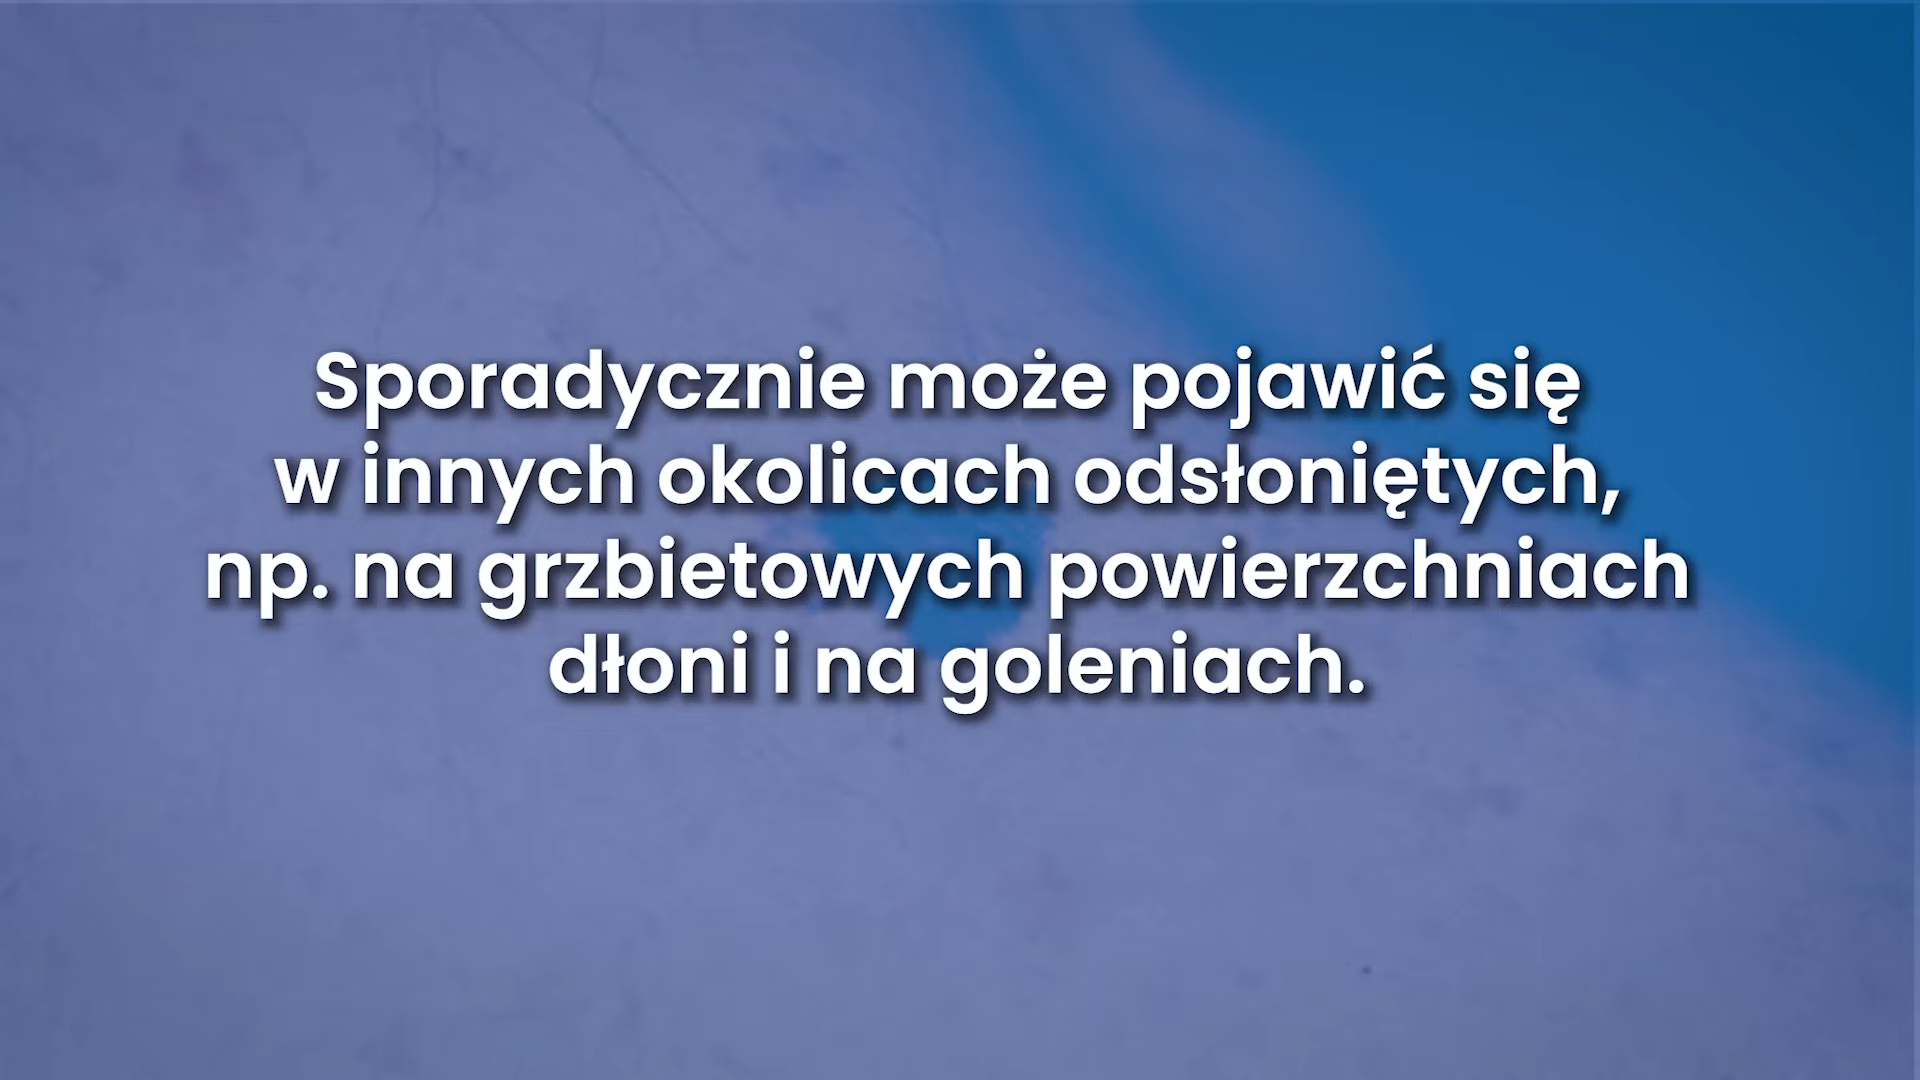 Sporadycznie może pojawić się
w innych okolicach odsłoniętych,
np. na grzbietowych powierzchniach
dłoni i na goleniach.